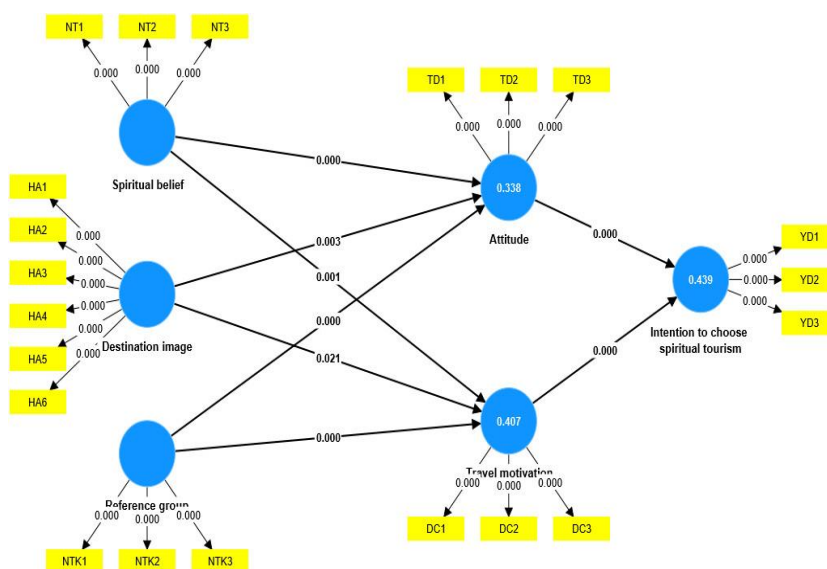 NT1
NT2
NT3
0.000
0.000
0.000
Spiritual belief
HA1
HA2
HA3
HA4
HA5
HA6
0.000
0.000
0.000
0.000
0.000
0.000
Destination image
Reference group
0.000
0.000
0.000
NTK1
NTK2
NTK3
0.000
0.003
0.001
0.000
0.021
0.000
TD1
TD2
TD3
0.000
0.000
0.000
0.338
Attitude
0.407
Travel motivation
0.000
0.000
0.000
DC1
DC2
DC3
0.000
0.000
0.439
Intention to choose
spiritual tourism
0.000
0.000
0.000
YD1
YD2
YD3